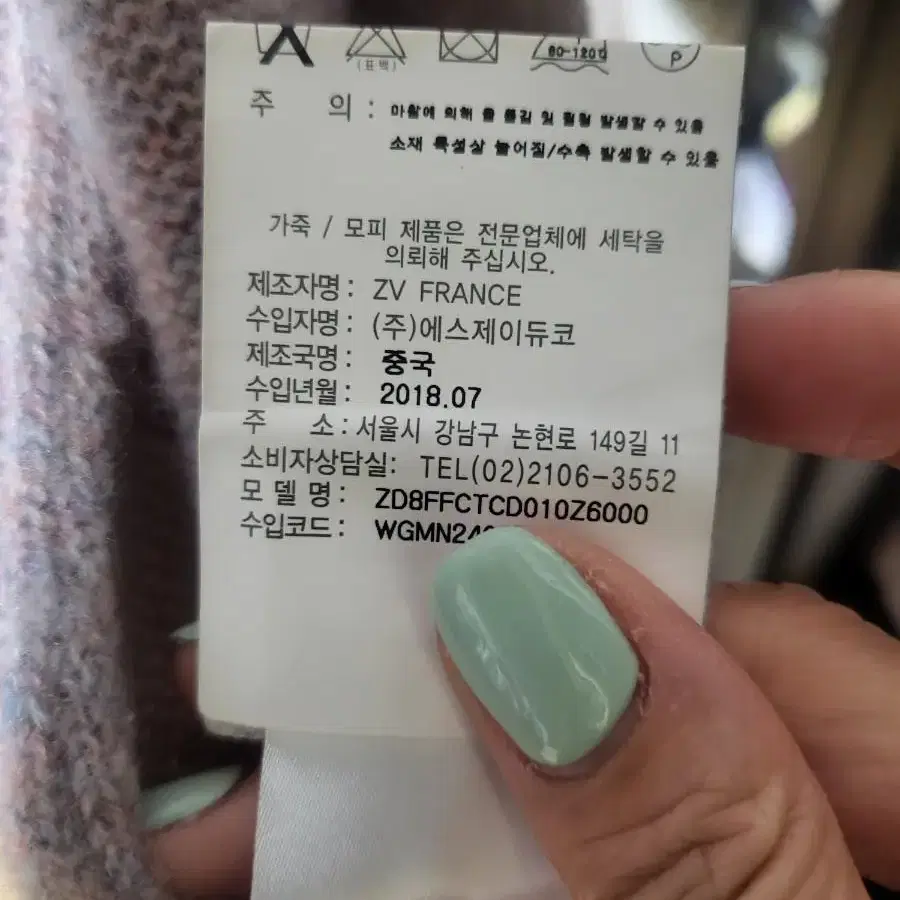 (표백)
80-120C
P
주 의 : 마찰에 의해 올 뜯김 및 필링 발생할 수 있음
소재 특성상 늘어짐/수축 발생할 수 있음
가죽 / 모피 제품은 전문업체에 세탁을
의뢰해 주십시오.
제조자명 : ZV FRANCE
수입자명 : (주)에스제이듀코
제조국명 : 중국
수입년월 : 2018.07
주 소 : 서울시 강남구 논현로 149길 11
소비자상담실: TEL(02)2106-3552
모 델 명 : ZD8FFCTCD010Z6000
수입코드 : WGMN24